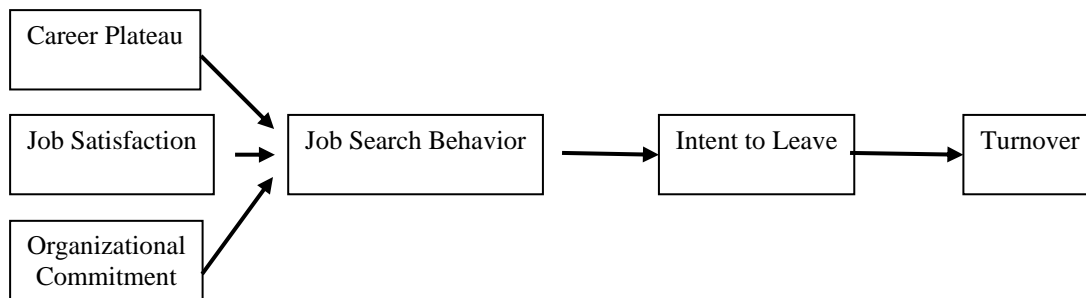 Career Plateau
Job Satisfaction
Job Search Behavior
Intent to Leave
Turnover
Organizational
Commitment